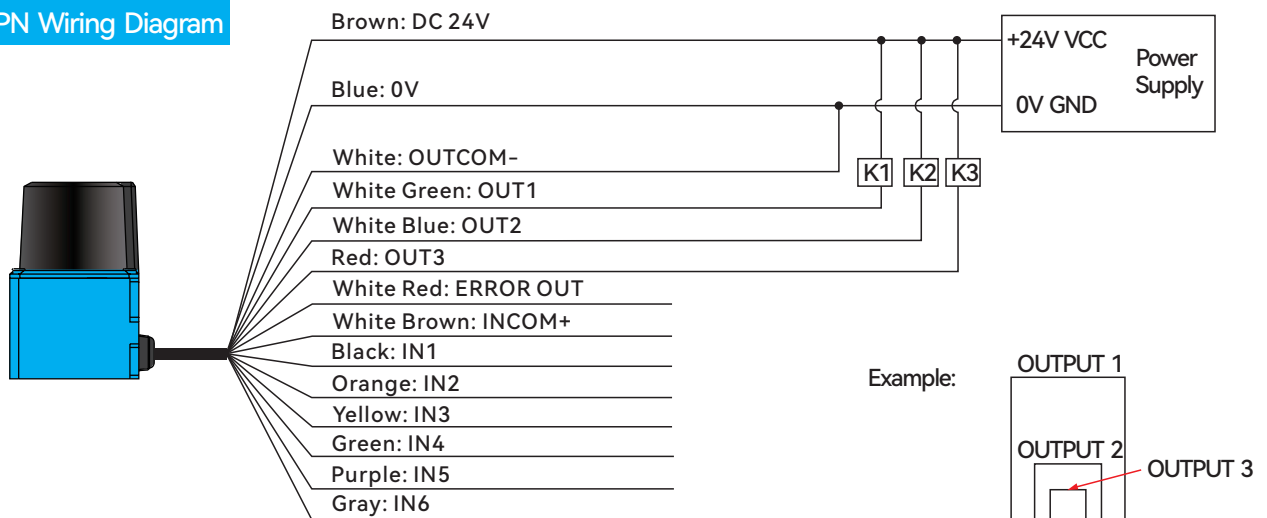 PN Wiring Diagram
Brown: DC 24V
Blue: 0V
White: OUTCOM-
White Green: OUT1
White Blue: OUT2
Red: OUT3
White Red: ERROR OUT
White Brown: INCOM+
Black: IN1
Orange: IN2
Yellow: IN3
Green: IN4
Purple: IN5
Gray: IN6
+24V VCC
0V GND
Power
Supply
K1
K2
K3
Example:
OUTPUT 1
OUTPUT 2
OUTPUT 3